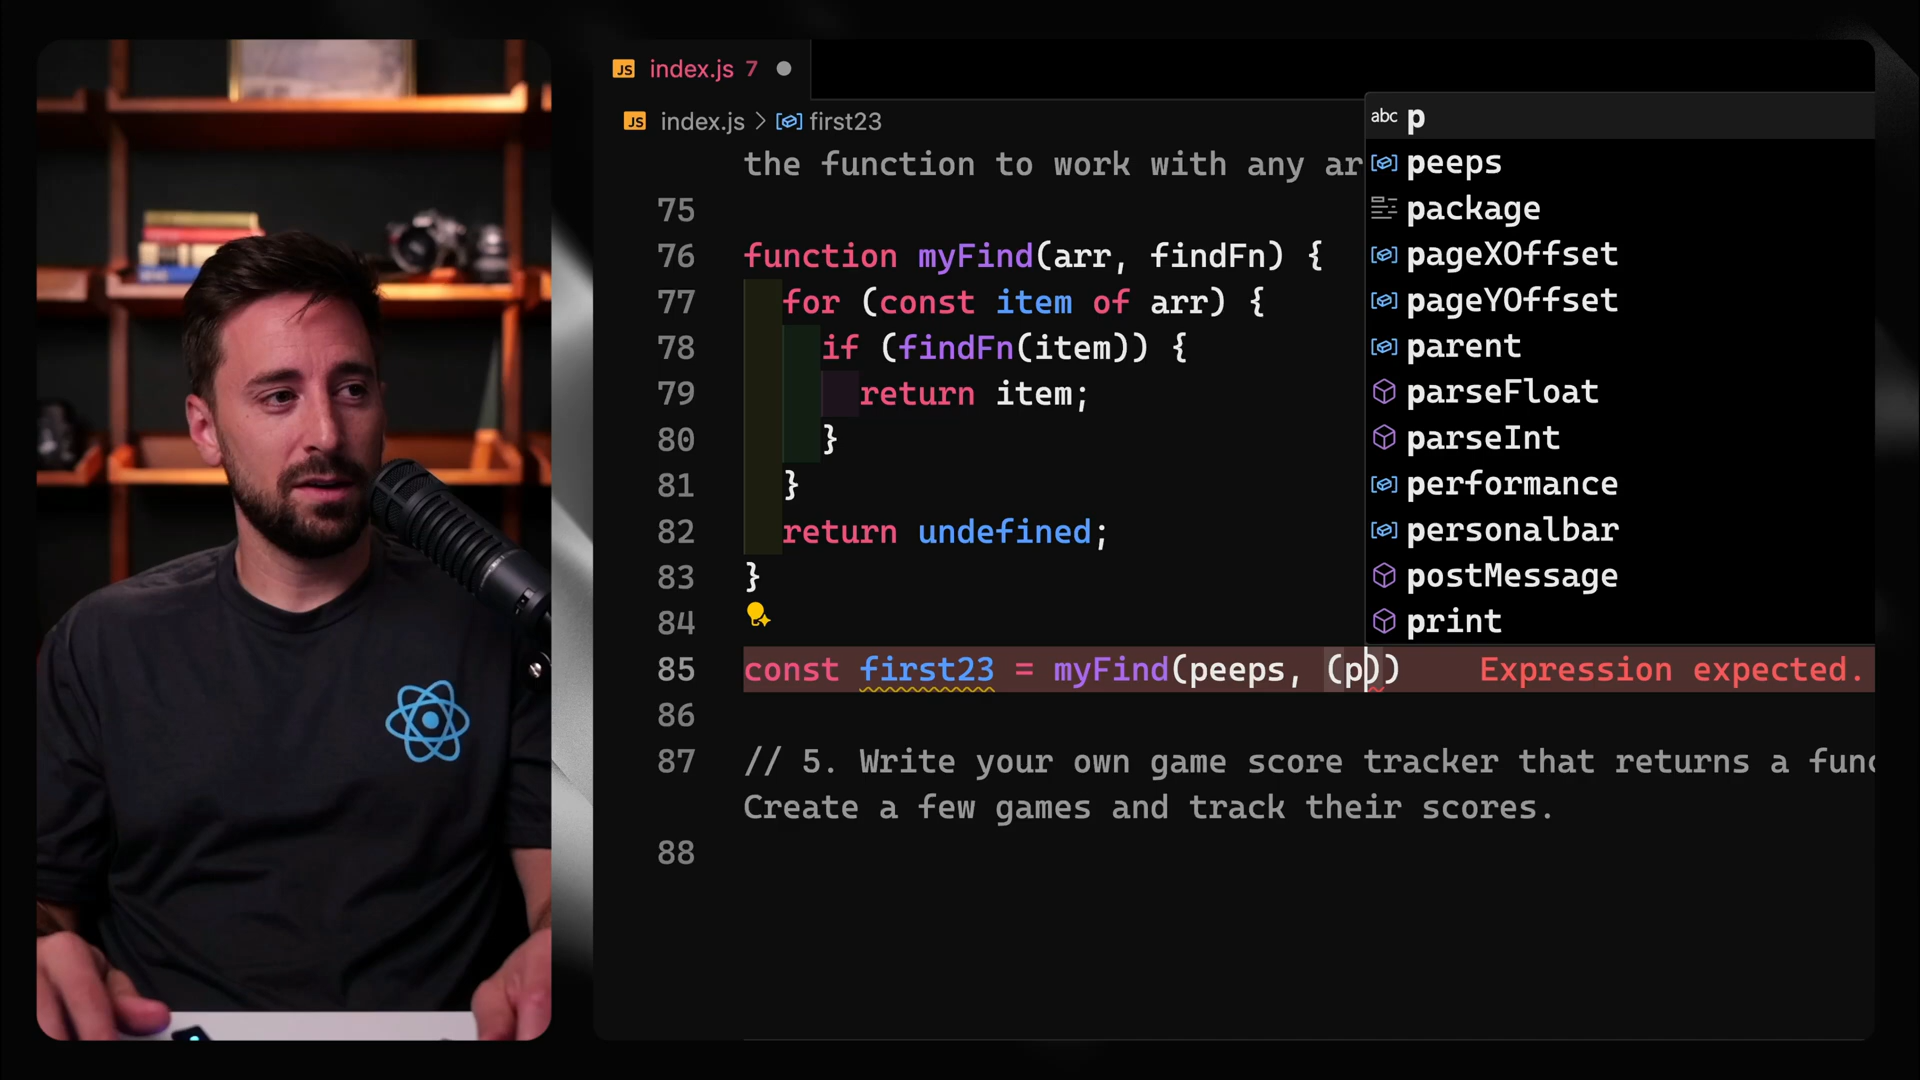 JS index.js 7
JS index.js > first23
the function to work with any ar
75
76 function myFind(arr, findFn) {
77 for (const item of arr) {
78 if (findFn(item)) {
79 return item;
80 }
81 }
82 return undefined;
83 }
84
85 const first23 = myFind(peeps, (p)) Expression expected.
86
87 // 5. Write your own game score tracker that returns a func
Create a few games and track their scores.
88
abc p
peeps
package
pageXOffset
pageYOffset
parent
parseFloat
parseInt
performance
personalbar
postMessage
print